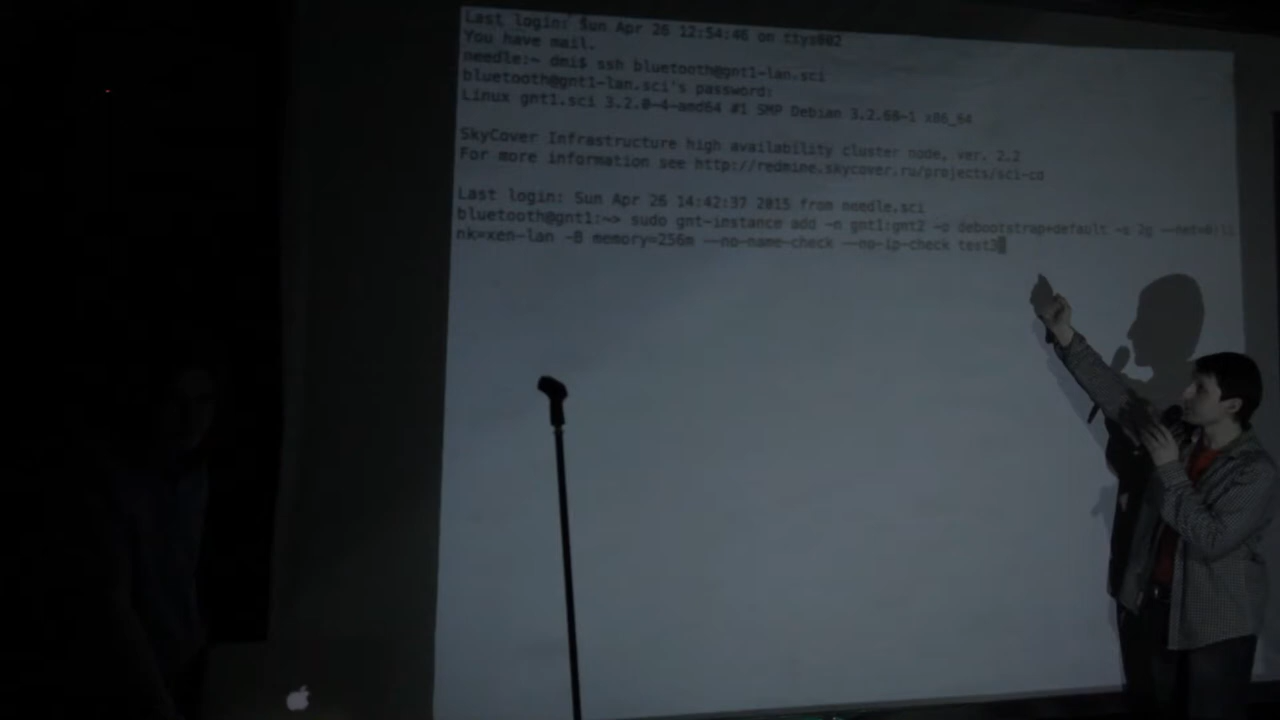 Last login: Sun Apr 26 12:54:46 on ttys002
You have mail.
needle:~ dmi$ ssh bluetooth@gnt1-lan.sci
bluetooth@gnt1-lan.sci's password:
Linux gnt1.sci 3.2.0-4-amd64 #1 SMP Debian 3.2.68-1 x86_64
SkyCover Infrastructure high availability cluster node, ver. 2.2
For more information see http://redmine.skycover.ru/projects/sci-cd
Last login: Sun Apr 26 14:42:37 2015 from needle.sci
bluetooth@gnt1:~> sudo gnt-instance add -n gnt1:gnt2 -o debootstrap+default -s 2g --net=0:li
nk=xen-lan -B memory=256m --no-name-check --no-ip-check test3